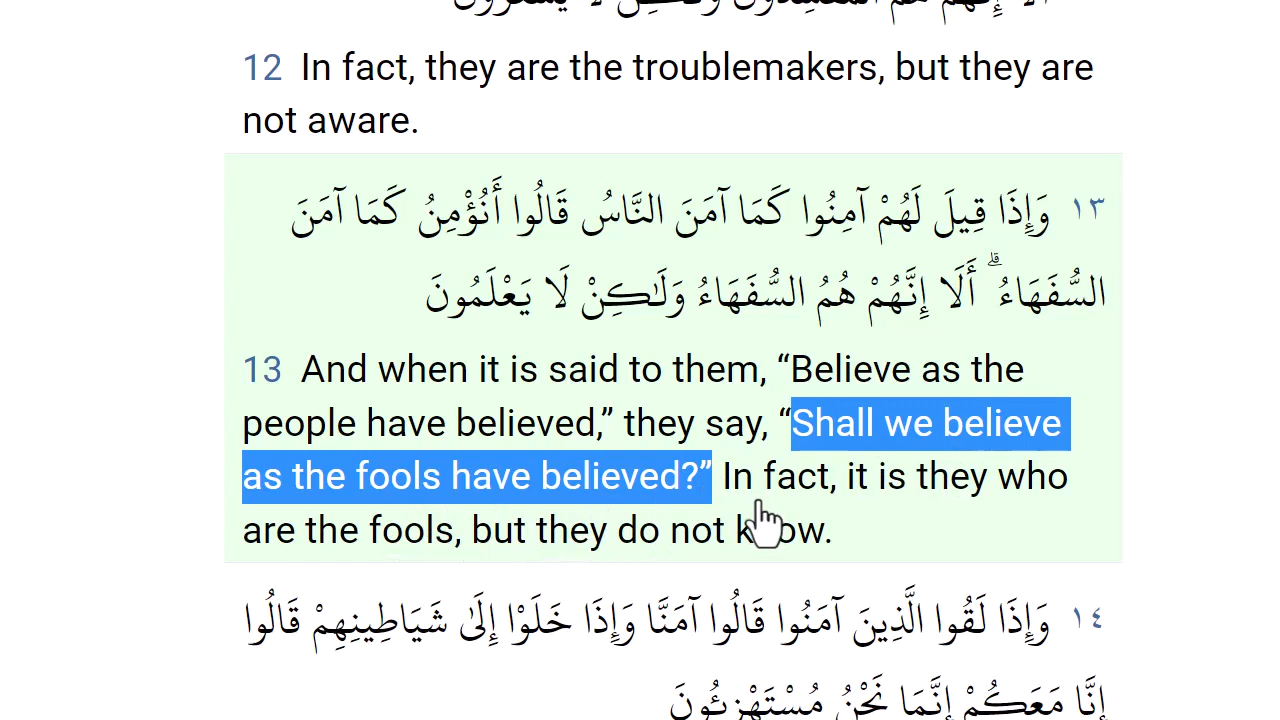 12 In fact, they are the troublemakers, but they are
not aware.
١٣ وَإِذَا قِيلَ لَهُمْ آمِنُوا كَمَا آمَنَ النَّاسُ قَالُوا أَنُؤْمِنُ كَمَا آمَنَ
السُّفَهَاءُ ۗ أَلَا إِنَّهُمْ هُمُ السُّفَهَاءُ وَلَٰكِنْ لَا يَعْلَمُونَ
13 And when it is said to them, “Believe as the
people have believed,” they say, “Shall we believe
as the fools have believed?” In fact, it is they who
are the fools, but they do not know.
١٤ وَإِذَا لَقُوا الَّذِينَ آمَنُوا قَالُوا آمَنَّا وَإِذَا خَلَوْا إِلَىٰ شَيَاطِينِهِمْ قَالُوا
إِنَّا مَعَكُمْ إِنَّمَا نَحْنُ مُسْتَهْزِئُونَ